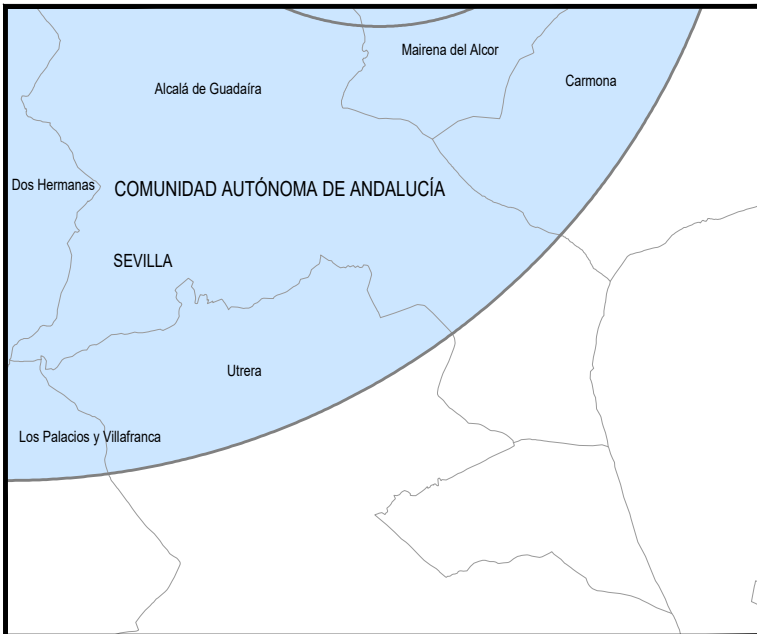 Mairena del Alcor
Carmona
Alcalá de Guadaíra
Dos Hermanas
COMUNIDAD AUTÓNOMA DE ANDALUCÍA
SEVILLA
Utrera
Los Palacios y Villafranca